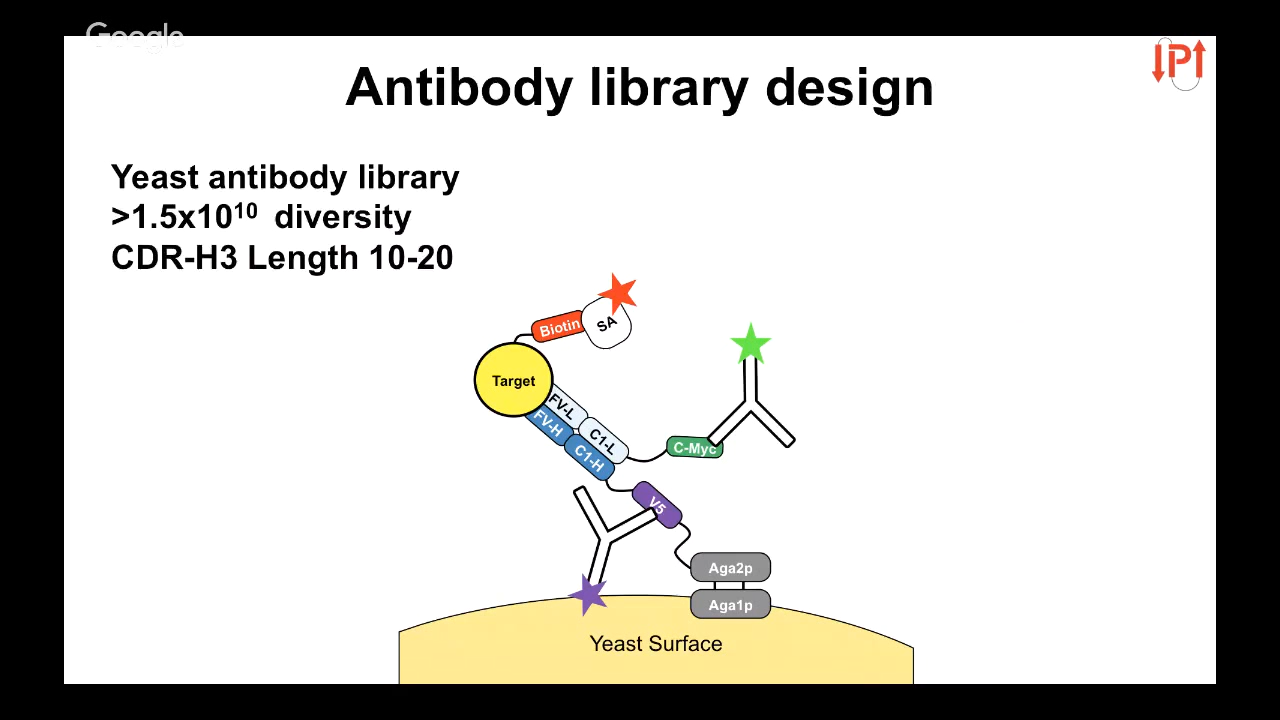 Google
IPI
Antibody library design
Yeast antibody library
>1.5x10¹⁰ diversity
CDR-H3 Length 10-20
Biotin
SA
Target
FV-L
FV-H
C1-L
C1-H
C-Myc
V5
Aga2p
Aga1p
Yeast Surface